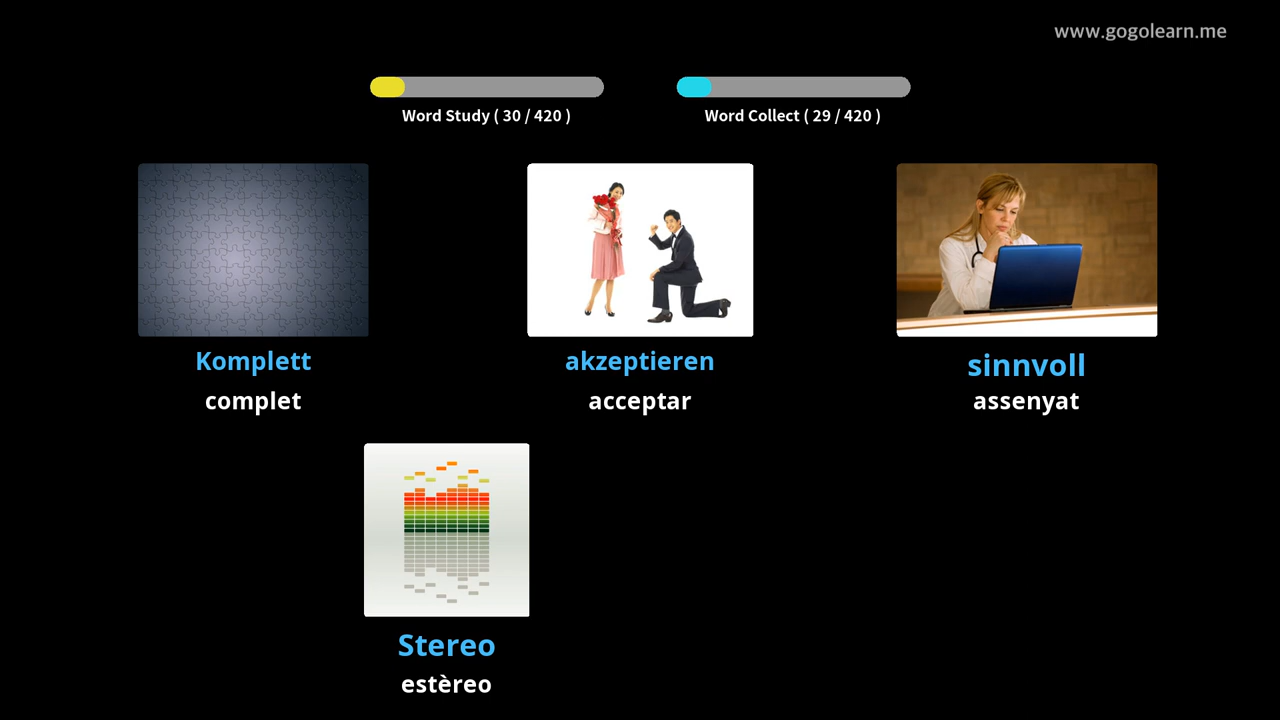 www.gogolearn.me
Word Study ( 30 / 420 )
Word Collect ( 29 / 420 )
Komplett
complet
akzeptieren
acceptar
sinnvoll
assenyat
Stereo
estèreo